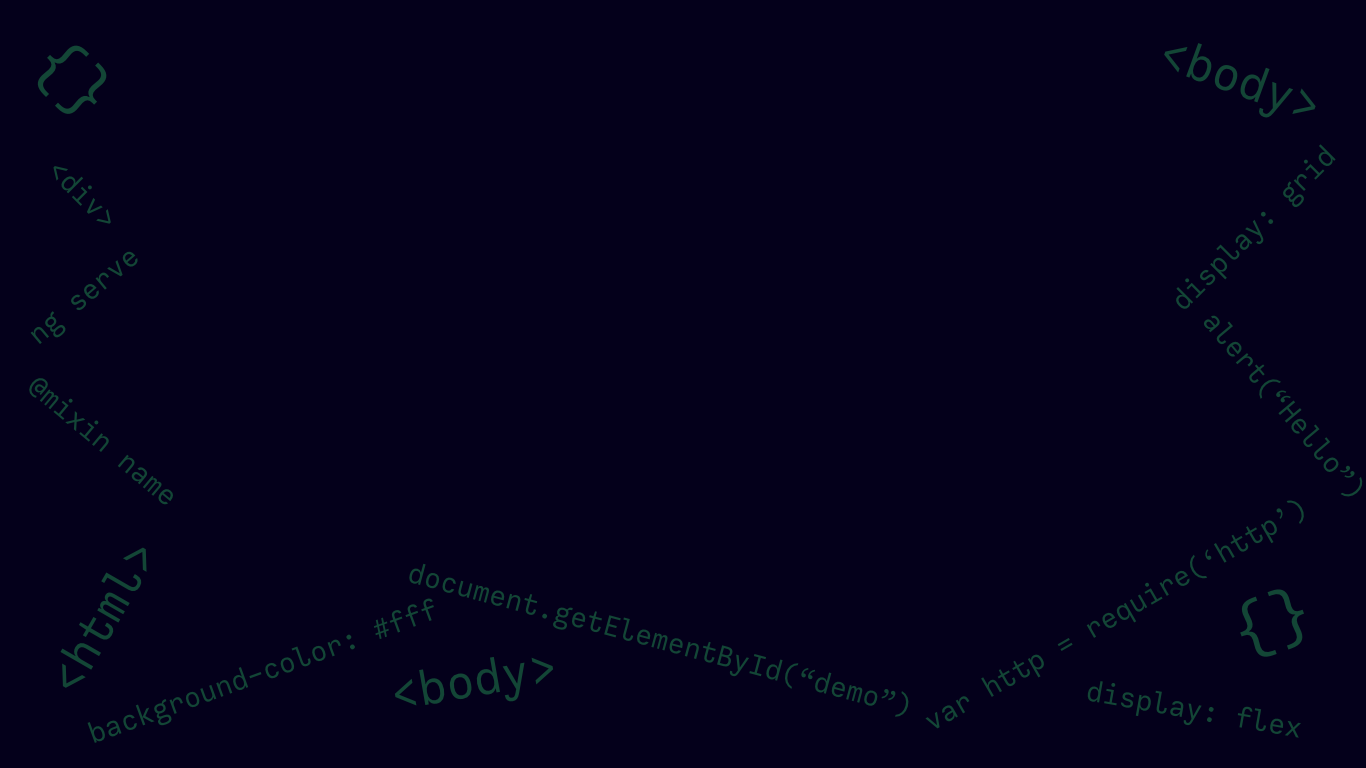 {}
<body>
<div>
display: grid
ng serve
alert(“Hello”)
@mixin name
<html>
document.getElementById(“demo”)
var http = require(‘http’)
{}
background-color: #fff
<body>
display: flex